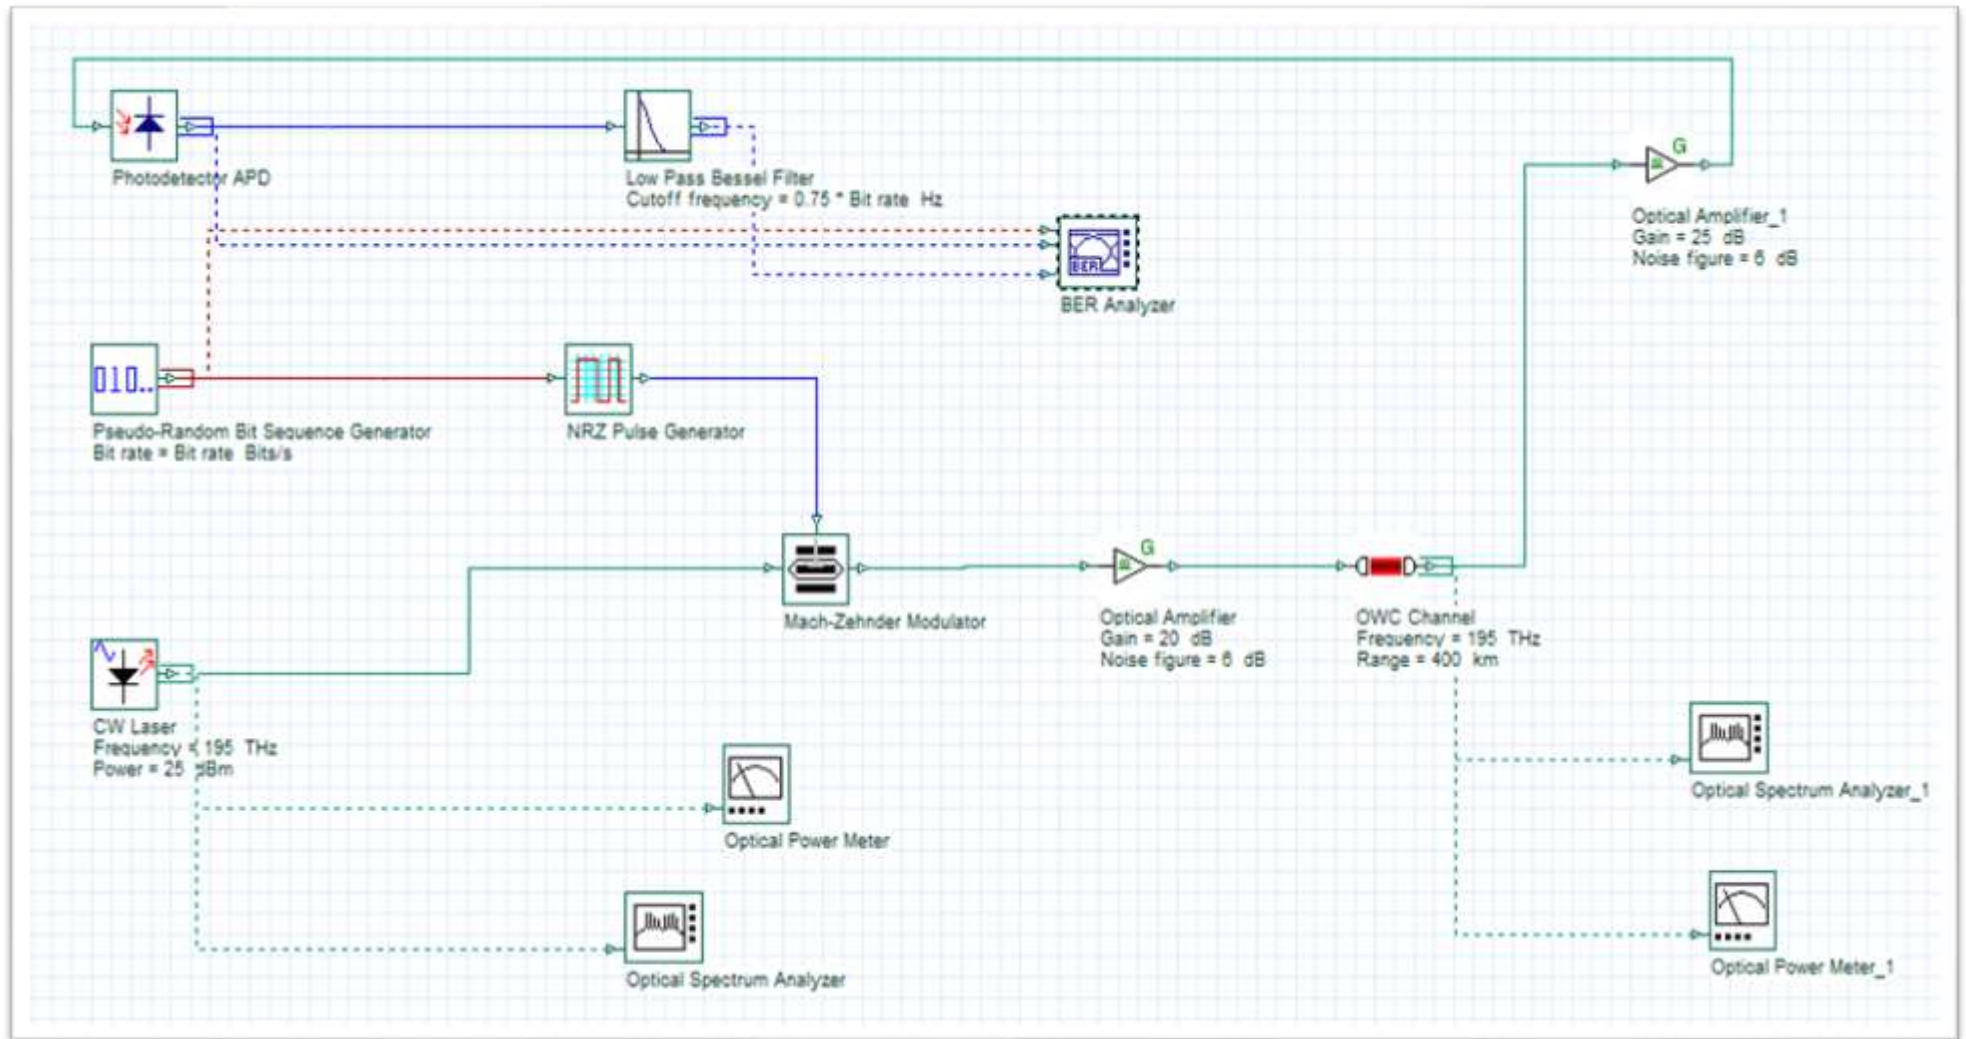 Photodetector APD
Low Pass Bessel Filter
Cutoff frequency = 0.75 * Bit rate Hz
G
Optical Amplifier_1
Gain = 25 dB
Noise figure = 6 dB
BER
BER Analyzer
010..
Pseudo-Random Bit Sequence Generator
Bit rate = Bit rate Bits/s
NRZ Pulse Generator
Mach-Zehnder Modulator
G
Optical Amplifier
Gain = 20 dB
Noise figure = 6 dB
OWC Channel
Frequency = 195 THz
Range = 400 km
CW Laser
Frequency = 195 THz
Power = 25 dBm
Optical Power Meter
Optical Spectrum Analyzer_1
Optical Spectrum Analyzer
Optical Power Meter_1